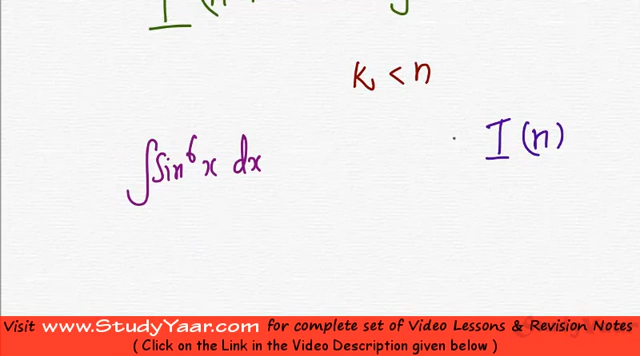 k < n
∫sin⁶x dx I(n)
Visit www.StudyYaar.com for complete set of Video Lessons & Revision Notes
( Click on the Link in the Video Description given below )